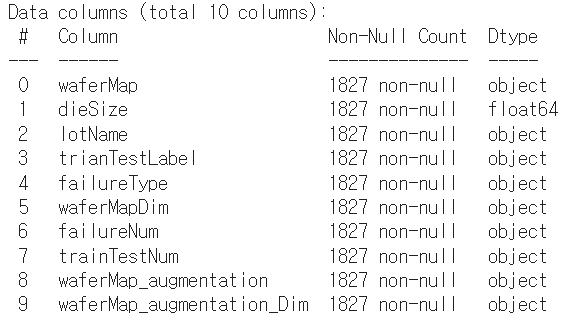 Data columns (total 10 columns):
 #   Column                    Non-Null Count  Dtype
---  ------                    --------------  -----
 0   waferMap                  1827 non-null   object
 1   dieSize                   1827 non-null   float64
 2   lotName                   1827 non-null   object
 3   trianTestLabel            1827 non-null   object
 4   failureType               1827 non-null   object
 5   waferMapDim               1827 non-null   object
 6   failureNum                1827 non-null   object
 7   trainTestNum              1827 non-null   object
 8   waferMap_augmentation     1827 non-null   object
 9   waferMap_augmentation_Dim 1827 non-null   object